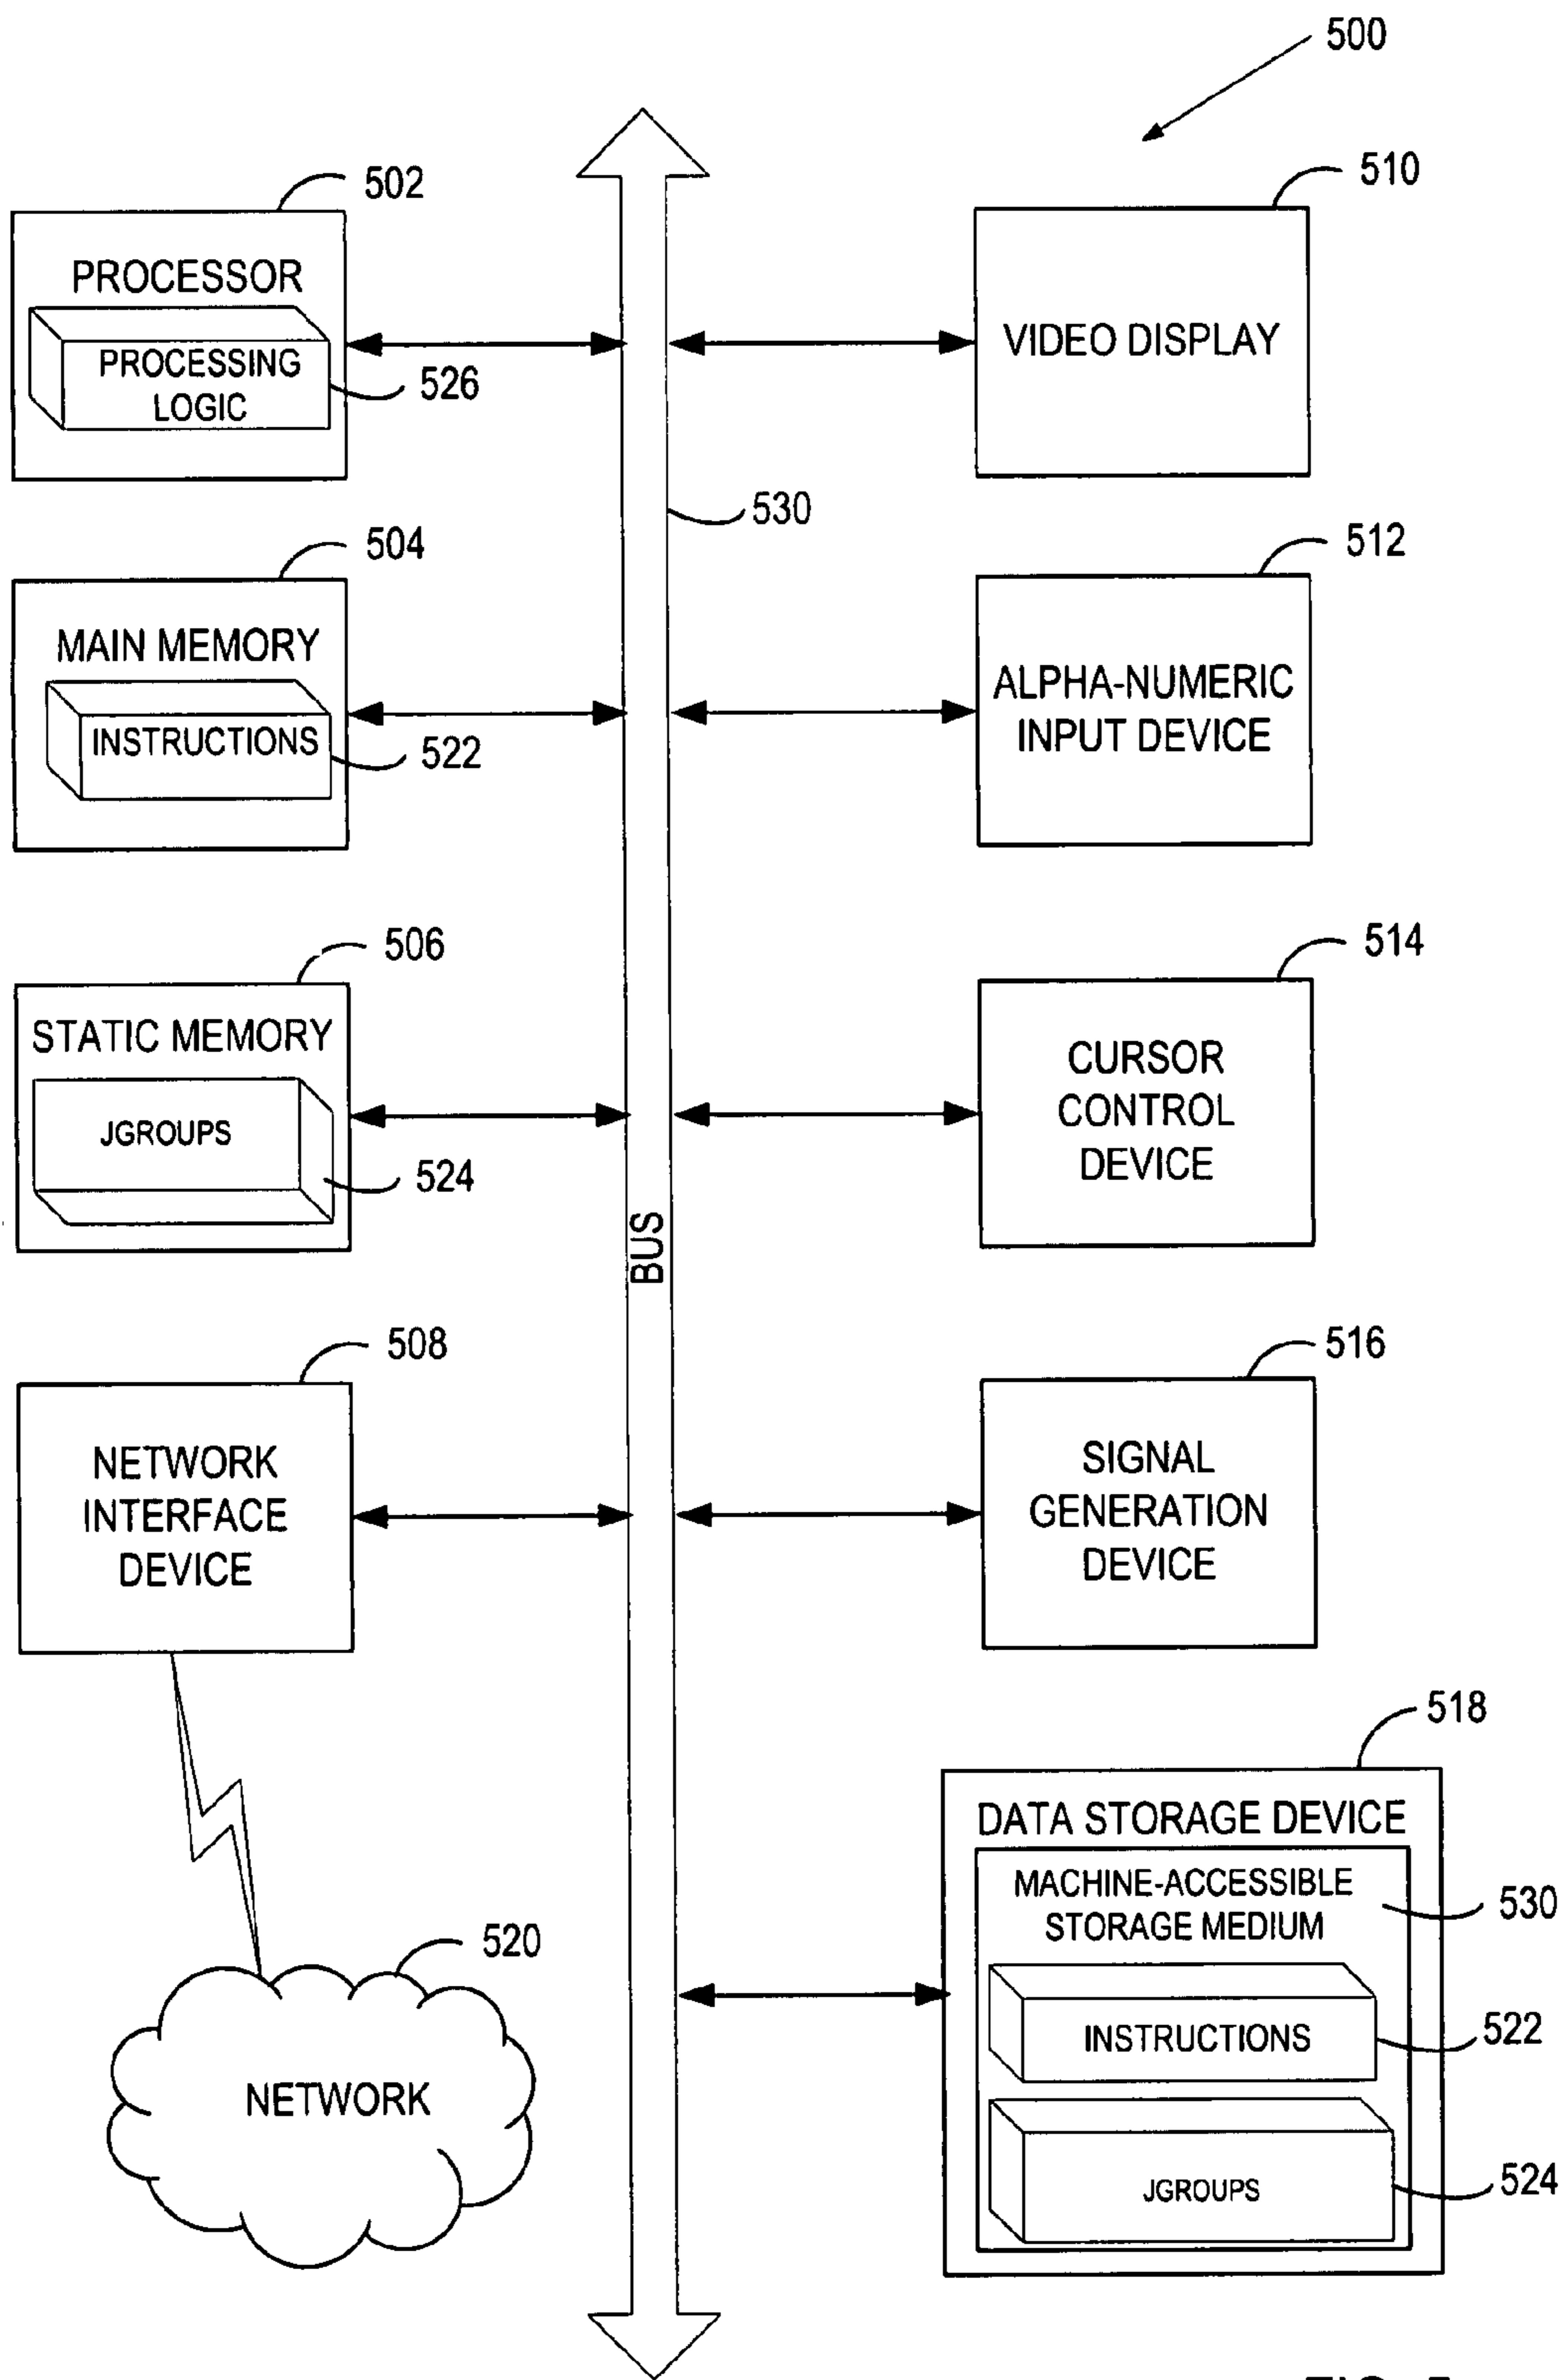 500
502
PROCESSOR
PROCESSING
LOGIC
526
510
VIDEO DISPLAY
530
504
MAIN MEMORY
INSTRUCTIONS
522
512
ALPHA-NUMERIC
INPUT DEVICE
506
STATIC MEMORY
JGROUPS
524
514
CURSOR
CONTROL
DEVICE
BUS
508
NETWORK
INTERFACE
DEVICE
516
SIGNAL
GENERATION
DEVICE
518
DATA STORAGE DEVICE
MACHINE-ACCESSIBLE
STORAGE MEDIUM
530
INSTRUCTIONS
522
JGROUPS
524
520
NETWORK